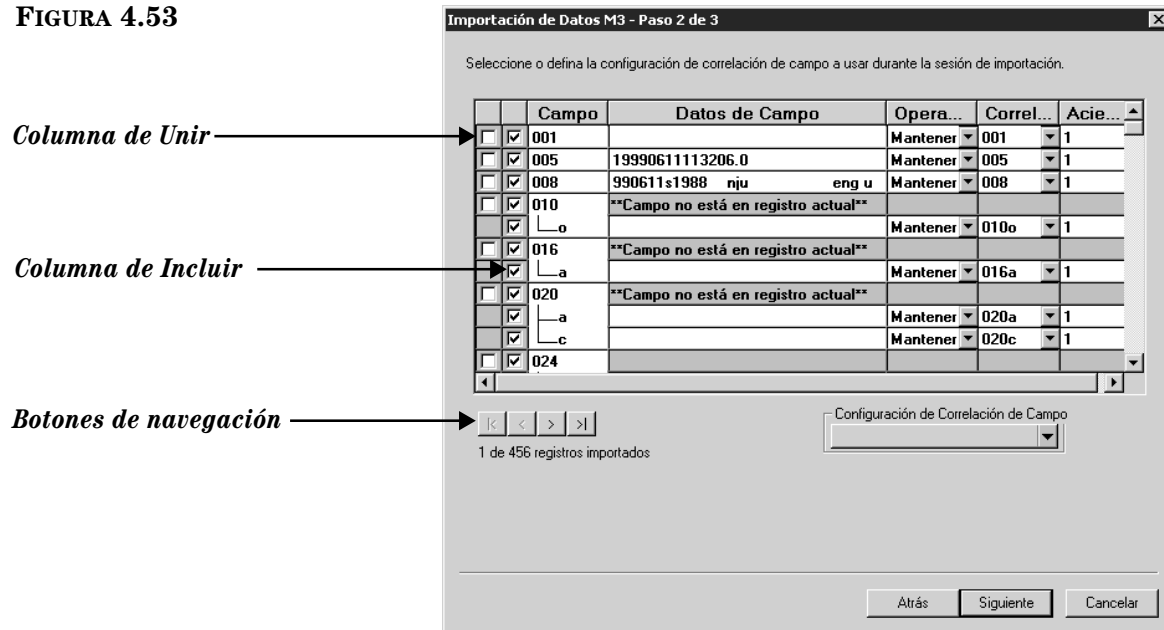 FIGURA 4.53
Importación de Datos M3 - Paso 2 de 3
Seleccione o defina la configuración de correlación de campo a usar durante la sesión de importación.
Campo Datos de Campo Opera... Correl... Acie...
Columna de Unir
001 Mantener 001 1
005 19990611113206.0 Mantener 005 1
008 990611s1988 nju eng u Mantener 008 1
010 **Campo no está en registro actual**
o Mantener 010o 1
016 **Campo no está en registro actual**
Columna de Incluir
a Mantener 016a 1
020 **Campo no está en registro actual**
a Mantener 020a 1
c Mantener 020c 1
024
Botones de navegación
Configuración de Correlación de Campo
1 de 456 registros importados
Atrás Siguiente Cancelar